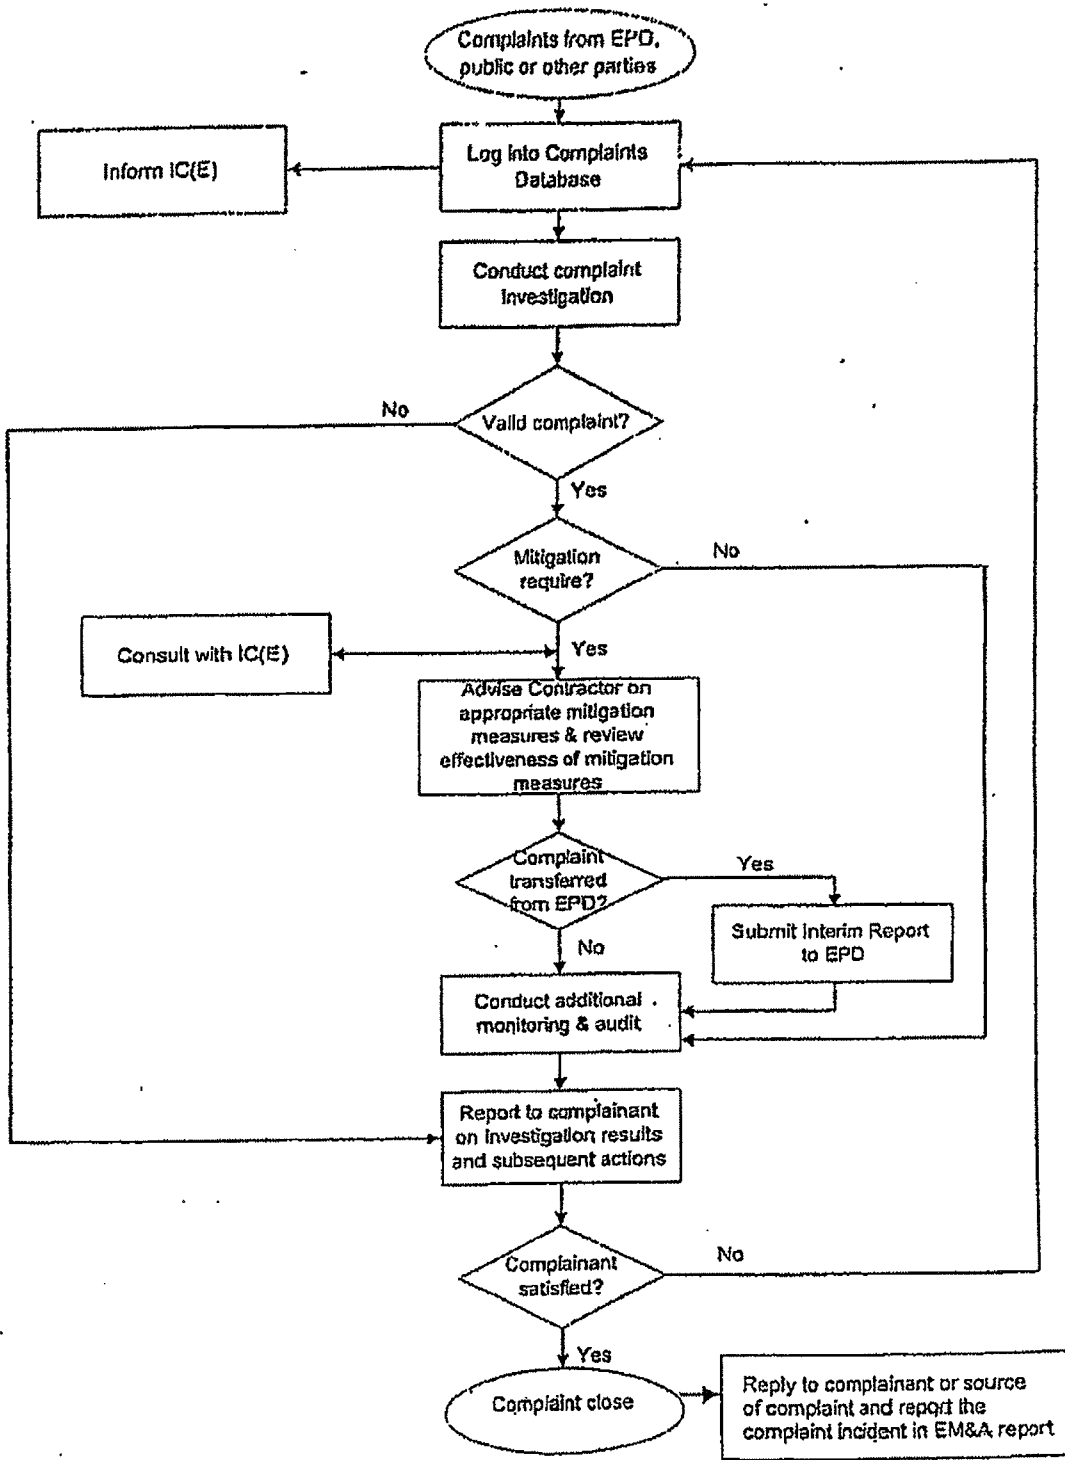 Complaints from EPD,
public or other parties
Inform IC(E)
Log into Complaints
Database
Conduct complaint
Investigation
No
Valid complaint?
Yes
Mitigation
require?
No
Consult with IC(E)
Yes
Advise Contractor on
appropriate mitigation
measures & review
effectiveness of mitigation
measures
Complaint
transferred
from EPD?
Yes
Submit Interim Report
to EPD
No
Conduct additional
monitoring & audit
Report to complainant
on investigation results
and subsequent actions
Complainant
satisfied?
No
Yes
Complaint close
Reply to complainant or source
of complaint and report the
complaint incident in EM&A report